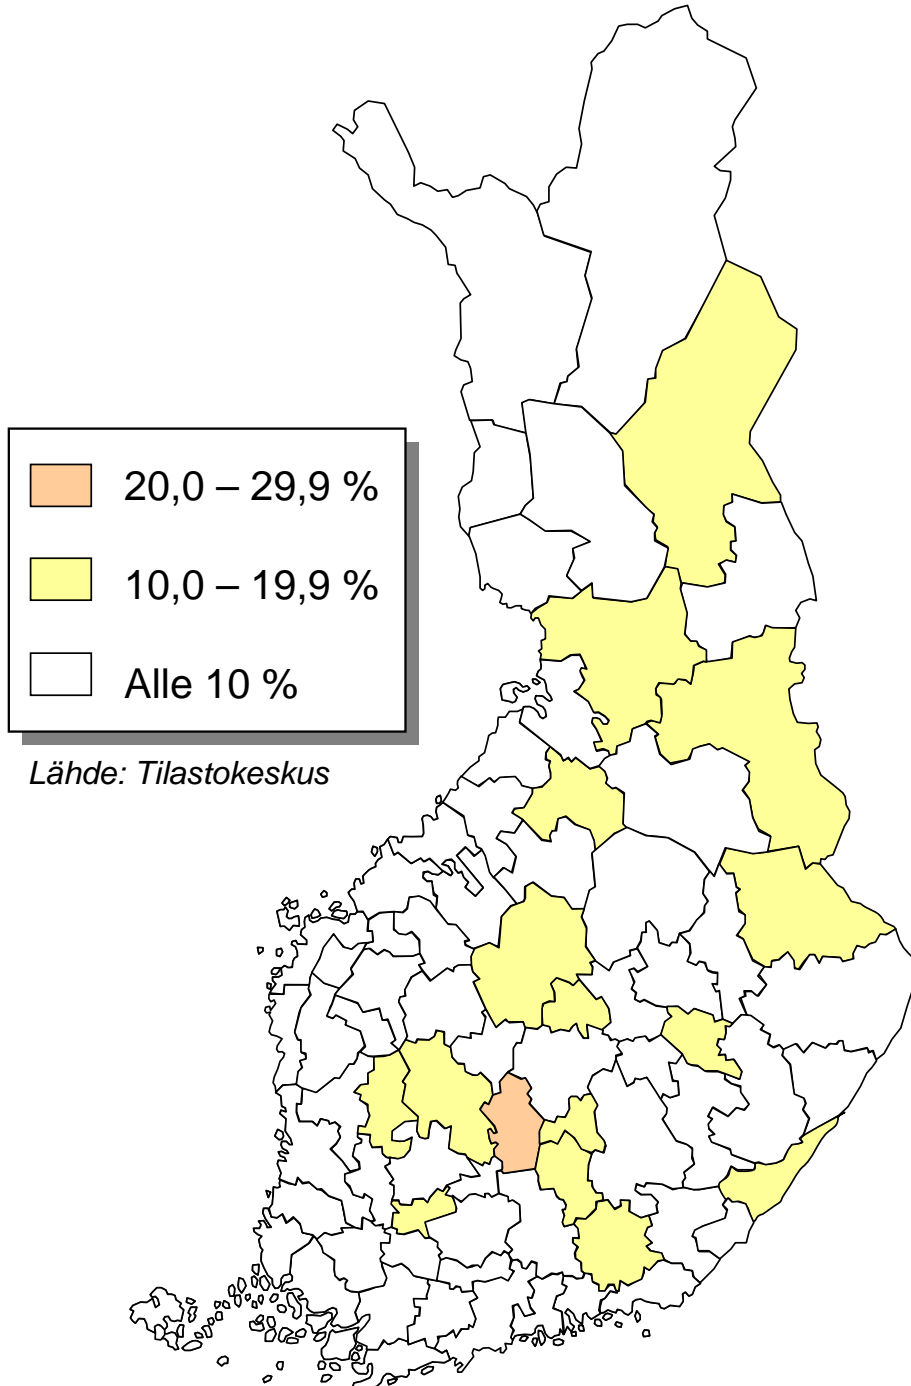 20,0 – 29,9 %
10,0 – 19,9 %
Alle 10 %
Lähde: Tilastokeskus